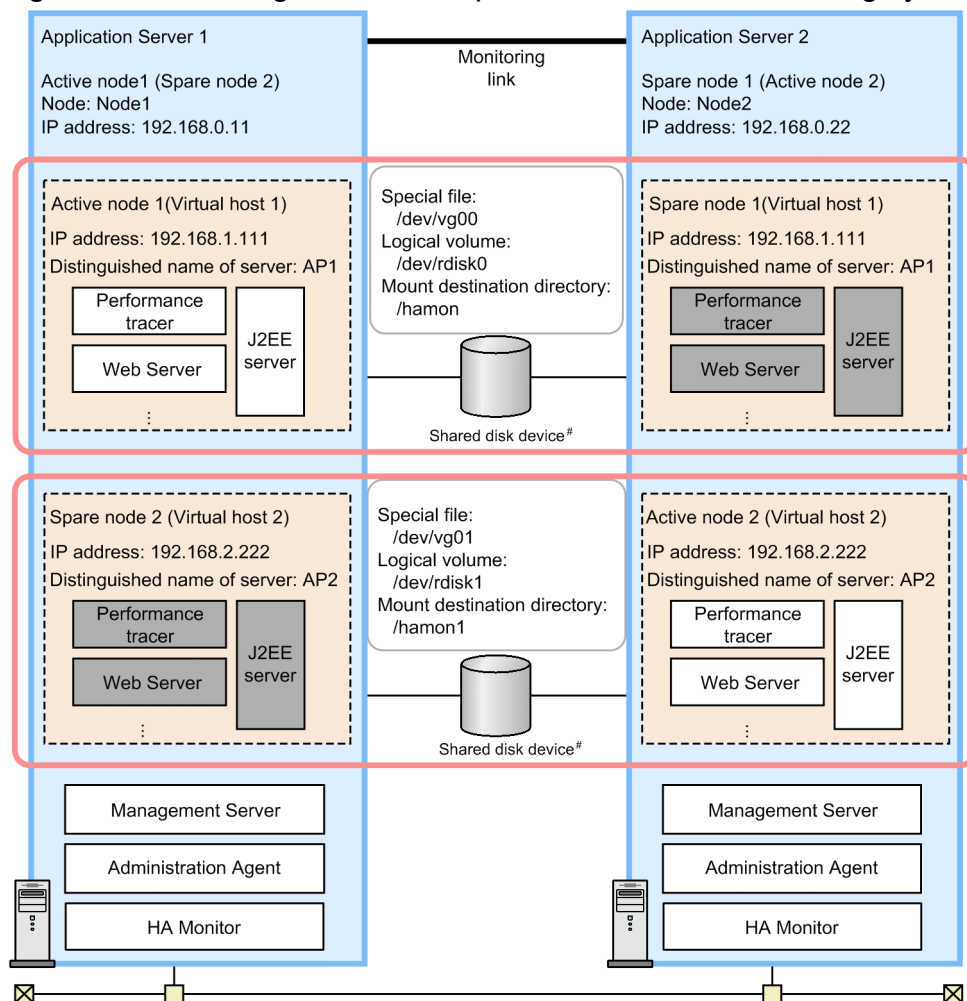 Application Server 1
Active node1 (Spare node 2)
Node: Node1
IP address: 192.168.0.11
Monitoring
link
Application Server 2
Spare node 1 (Active node 2)
Node: Node2
IP address: 192.168.0.22
Active node 1(Virtual host 1)
IP address: 192.168.1.111
Distinguished name of server: AP1
Performance
tracer
Web Server
J2EE
server
⋮
Special file:
/dev/vg00
Logical volume:
/dev/rdisk0
Mount destination directory:
/hamon
Shared disk device#
Spare node 1(Virtual host 1)
IP address: 192.168.1.111
Distinguished name of server: AP1
Performance
tracer
Web Server
J2EE
server
⋮
Spare node 2 (Virtual host 2)
IP address: 192.168.2.222
Distinguished name of server: AP2
Performance
tracer
Web Server
J2EE
server
⋮
Special file:
/dev/vg01
Logical volume:
/dev/rdisk1
Mount destination directory:
/hamon1
Shared disk device#
Active node 2 (Virtual host 2)
IP address: 192.168.2.222
Distinguished name of server: AP2
Performance
tracer
Web Server
J2EE
server
⋮
Management Server
Administration Agent
HA Monitor
Management Server
Administration Agent
HA Monitor